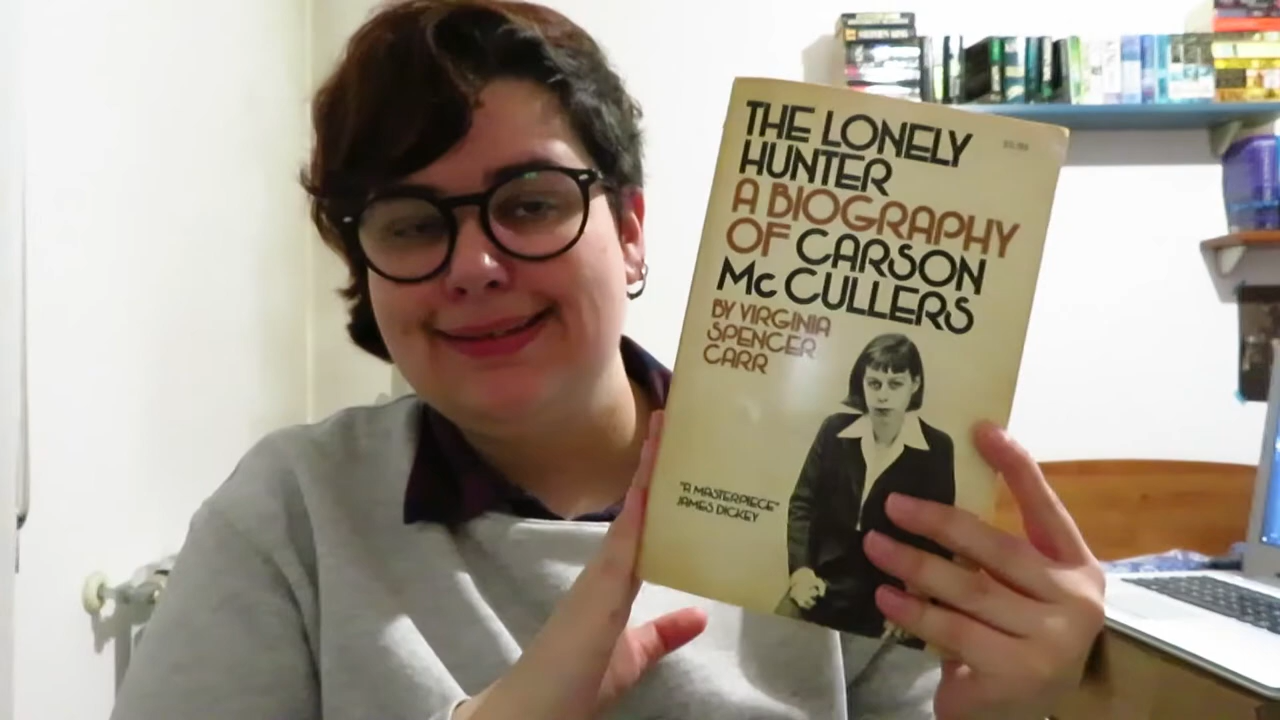 THE LONELY
HUNTER
A BIOGRAPHY
OF CARSON
McCULLERS
BY VIRGINIA
SPENCER
CARR
"A MASTERPIECE"
JAMES DICKEY